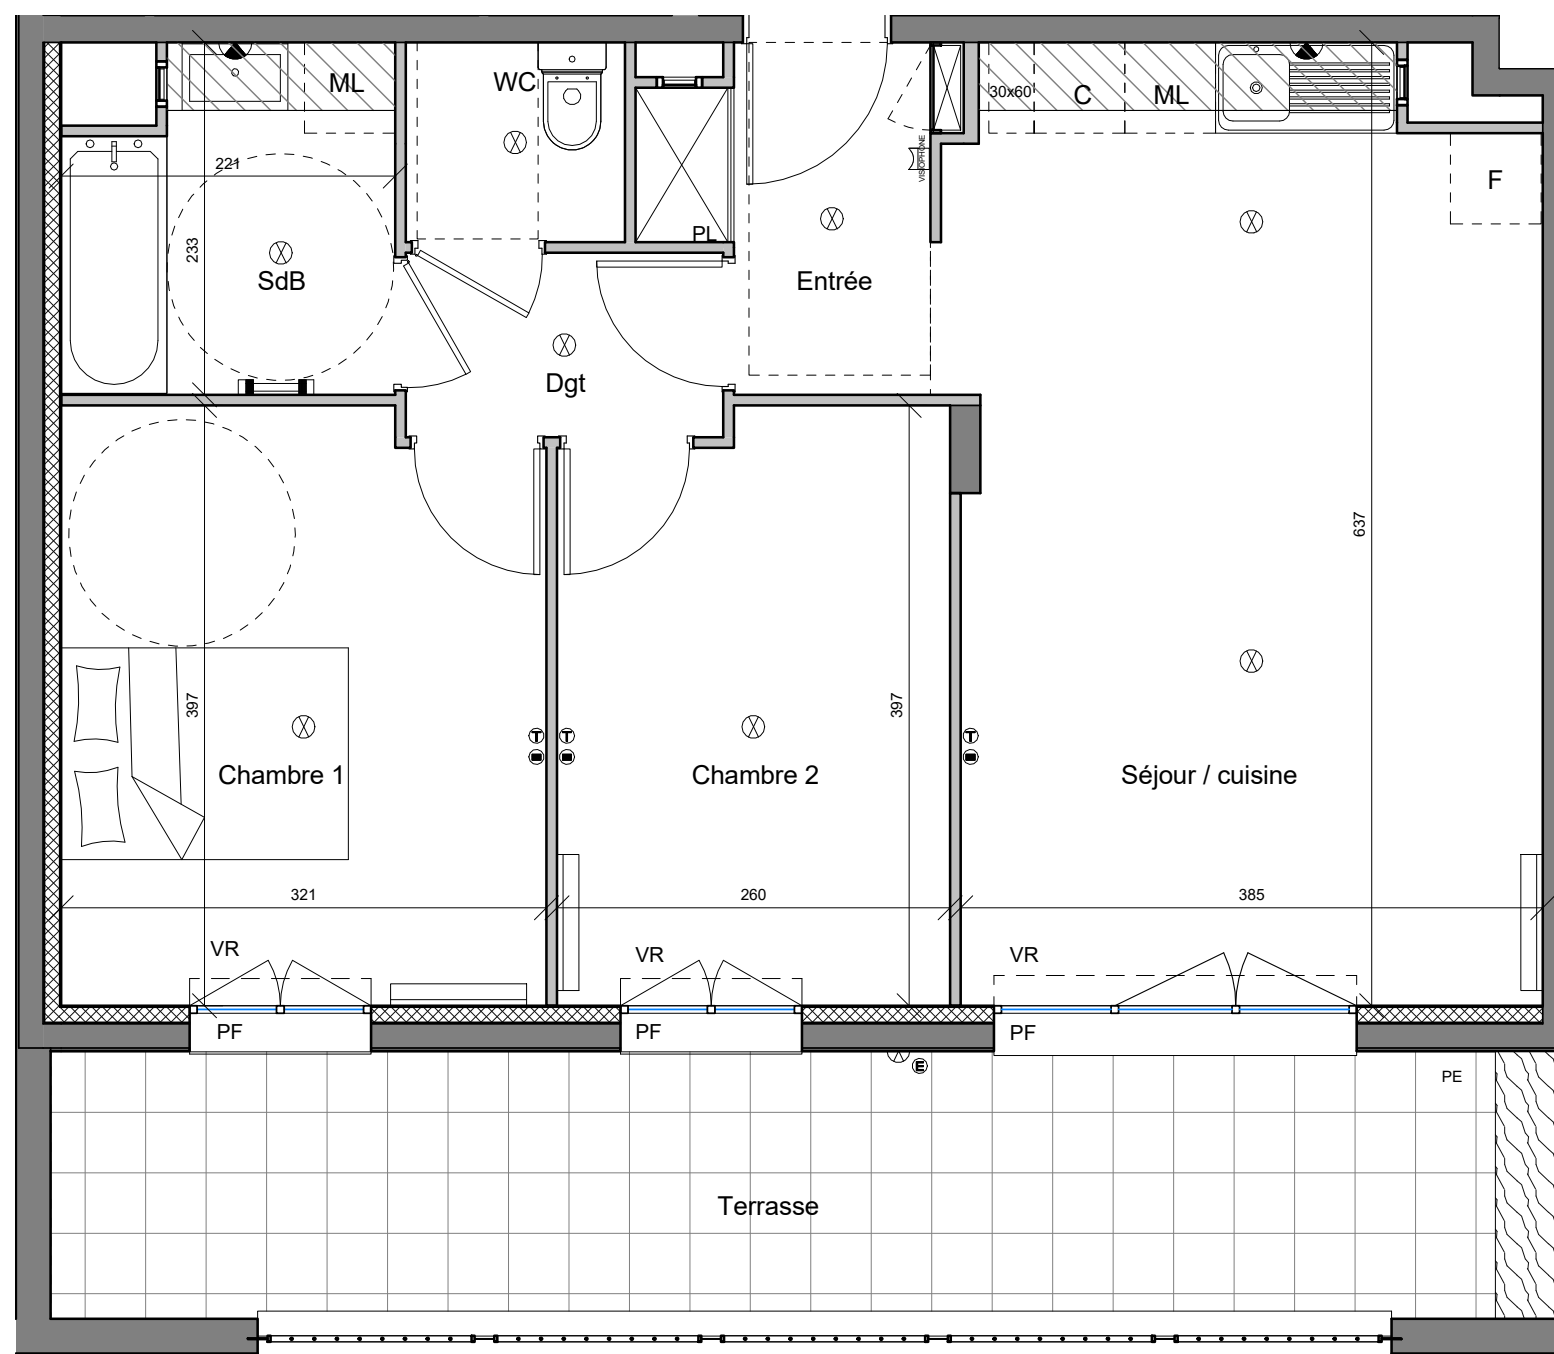 ML
WC
30x60
C
ML
VISIOPHONE
F
221
PL
233
SdB
Entrée
Dgt
637
397
397
T
T
T
Chambre 1
Chambre 2
Séjour / cuisine
321
260
385
VR
VR
VR
PF
PF
PF
E
PE
Terrasse